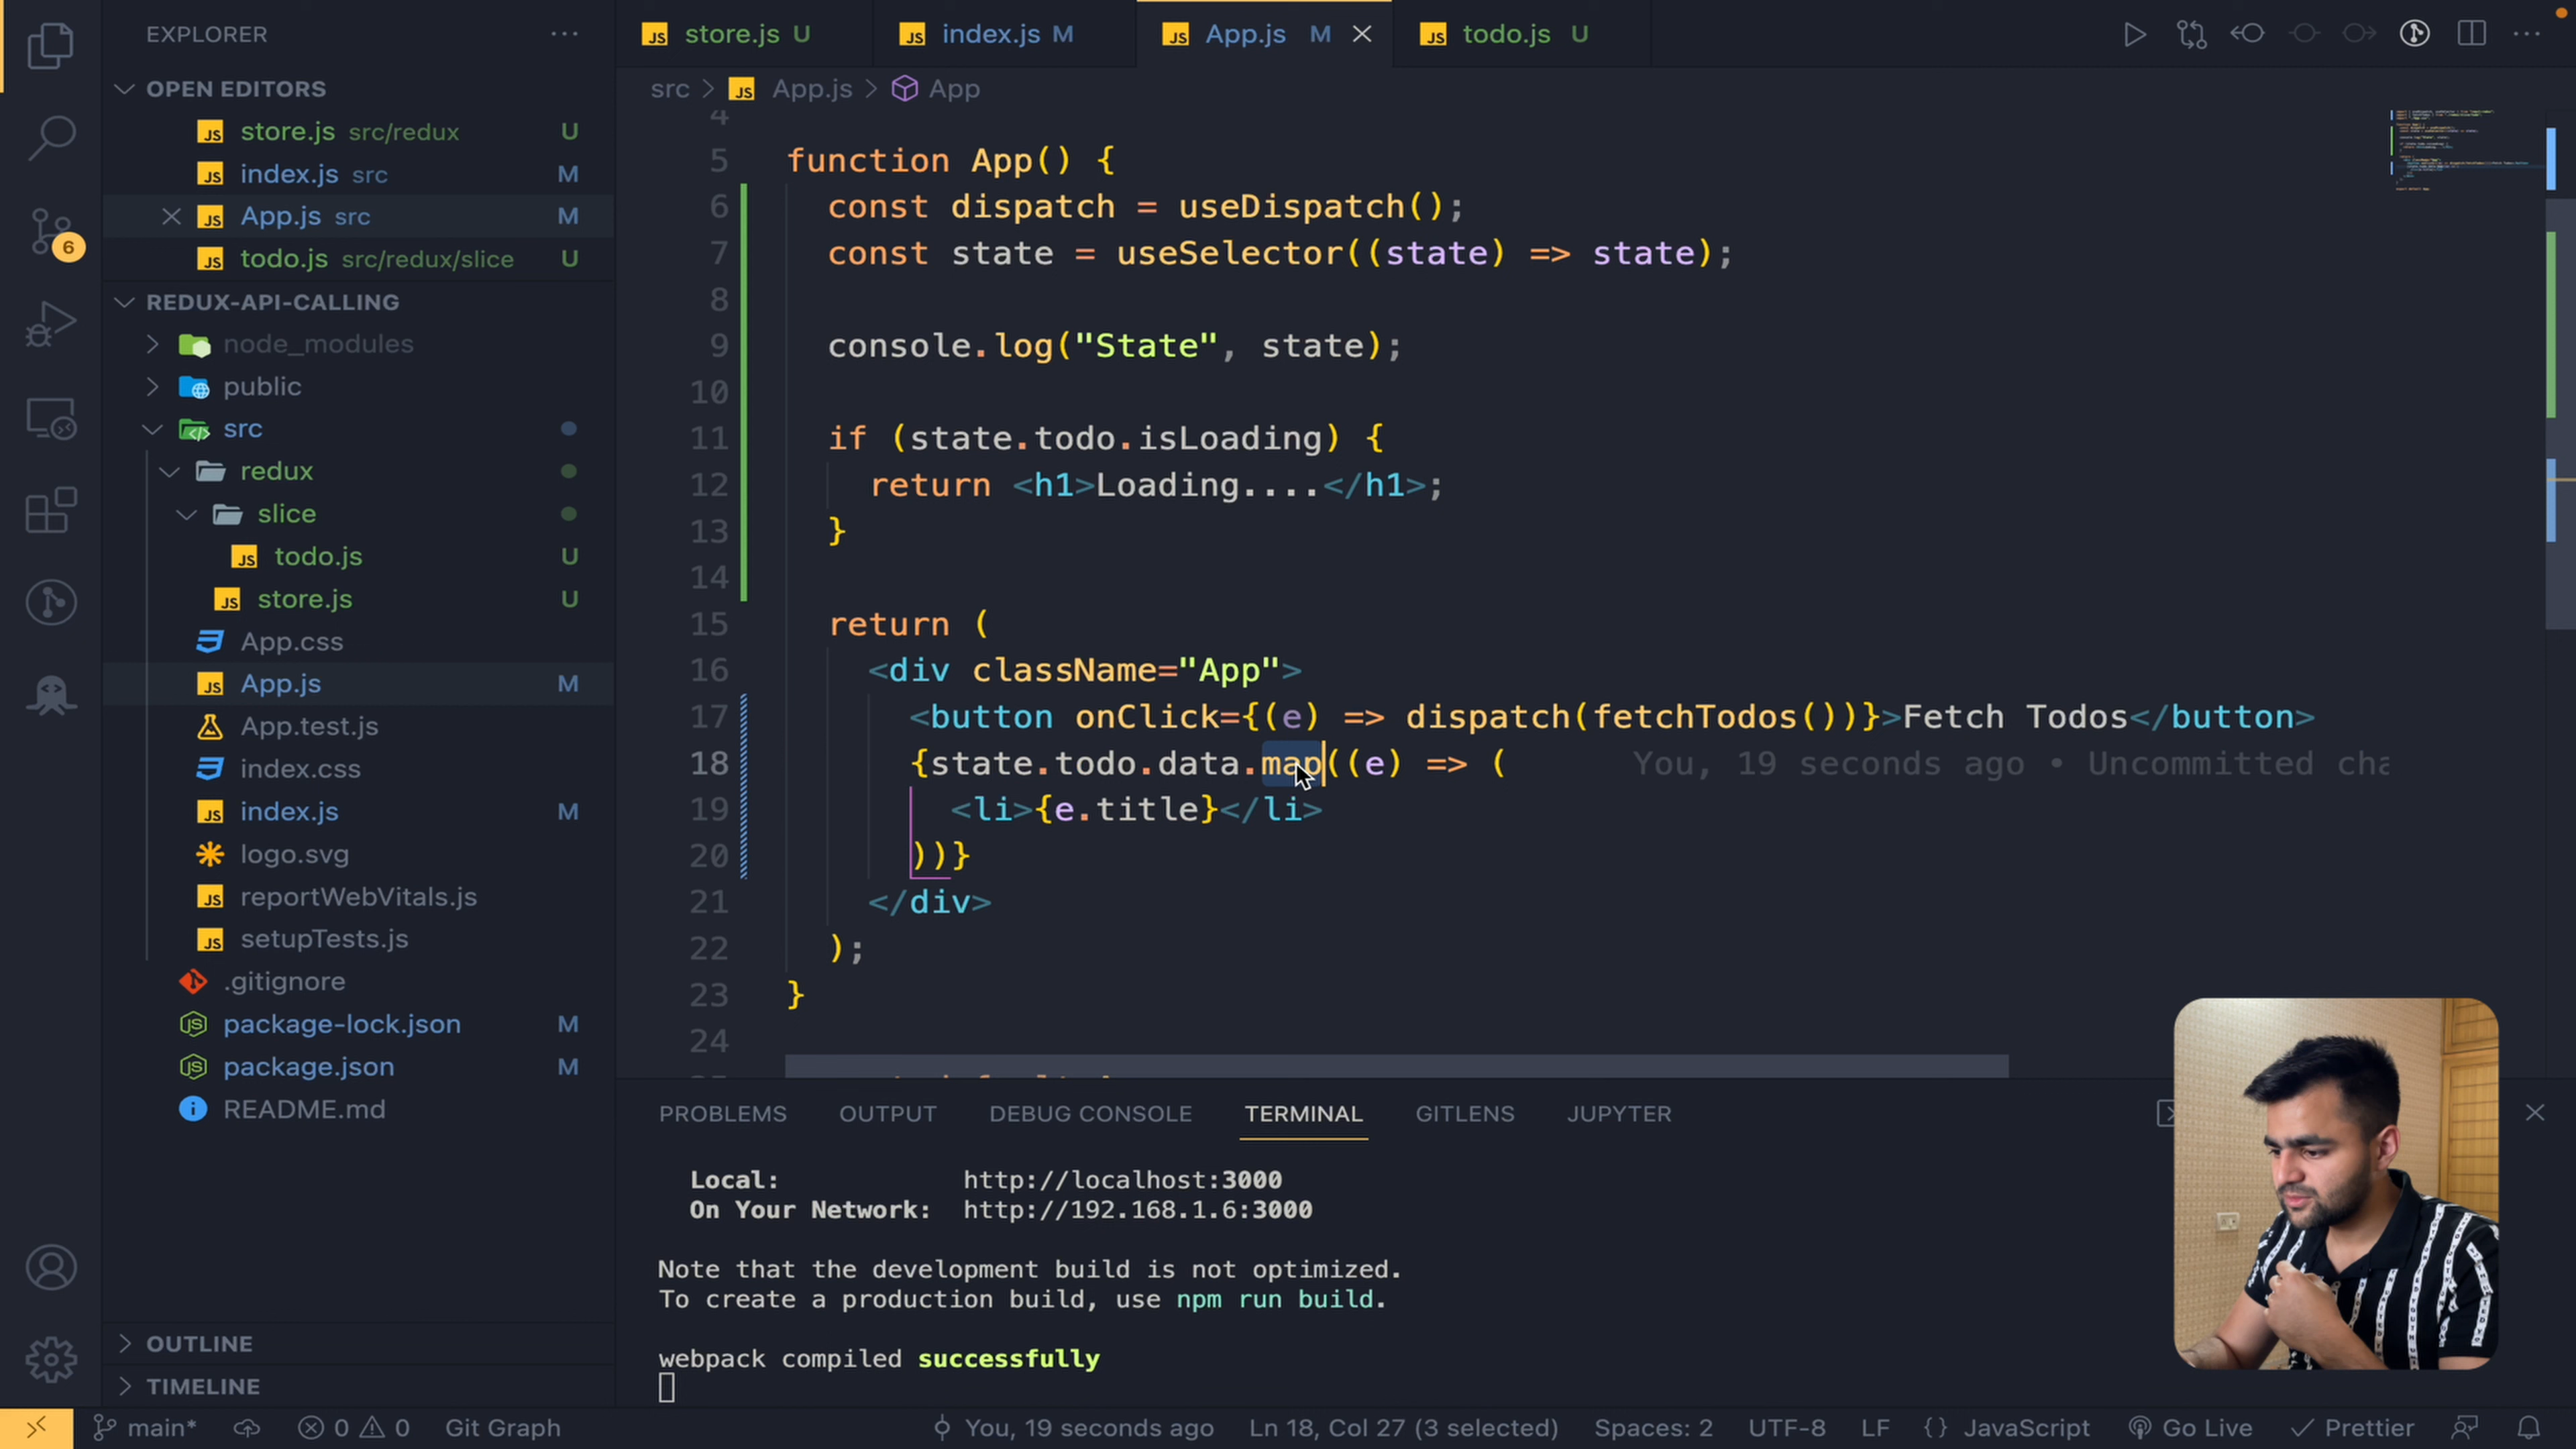 EXPLORER
OPEN EDITORS
store.js src/redux U
index.js src M
App.js src M
todo.js src/redux/slice U
REDUX-API-CALLING
node_modules
public
src
redux
slice
todo.js U
store.js U
App.css
App.js M
App.test.js
index.css
index.js M
logo.svg
reportWebVitals.js
setupTests.js
.gitignore
package-lock.json M
package.json M
README.md
OUTLINE
TIMELINE
6
store.js U index.js M App.js M todo.js U
src > App.js > App
4
5 function App() {
6 const dispatch = useDispatch();
7 const state = useSelector((state) => state);
8
9 console.log("State", state);
10
11 if (state.todo.isLoading) {
12 return <h1>Loading....</h1>;
13 }
14
15 return (
16 <div className="App">
17 <button onClick={(e) => dispatch(fetchTodos())}>Fetch Todos</button>
18 {state.todo.data.map((e) => ( You, 19 seconds ago • Uncommitted cha
19 <li>{e.title}</li>
20 ))}
21 </div>
22 );
23 }
24
PROBLEMS OUTPUT DEBUG CONSOLE TERMINAL GITLENS JUPYTER
Local: http://localhost:3000
On Your Network: http://192.168.1.6:3000
Note that the development build is not optimized.
To create a production build, use npm run build.
webpack compiled successfully
main* 0 0 Git Graph You, 19 seconds ago Ln 18, Col 27 (3 selected) Spaces: 2 UTF-8 LF {} JavaScript Go Live Prettier